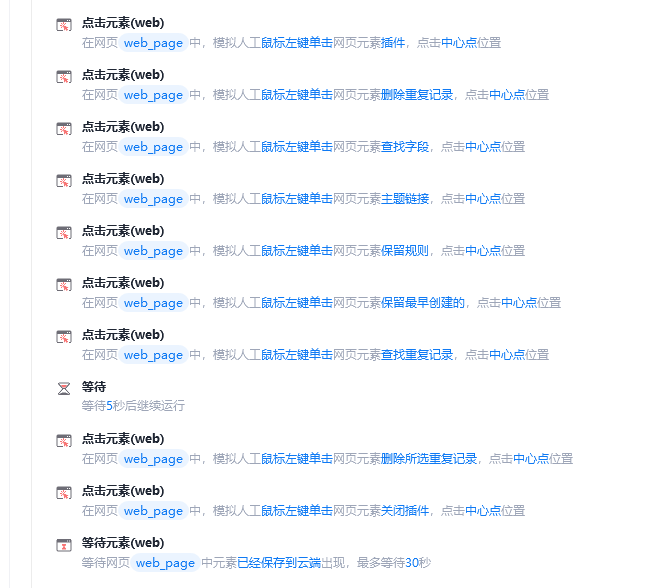 点击元素(web)
在网页 web_page 中，模拟人工鼠标左键单击网页元素插件，点击中心点位置
点击元素(web)
在网页 web_page 中，模拟人工鼠标左键单击网页元素删除重复记录，点击中心点位置
点击元素(web)
在网页 web_page 中，模拟人工鼠标左键单击网页元素查找字段，点击中心点位置
点击元素(web)
在网页 web_page 中，模拟人工鼠标左键单击网页元素主题链接，点击中心点位置
点击元素(web)
在网页 web_page 中，模拟人工鼠标左键单击网页元素保留规则，点击中心点位置
点击元素(web)
在网页 web_page 中，模拟人工鼠标左键单击网页元素保留最早创建的，点击中心点位置
点击元素(web)
在网页 web_page 中，模拟人工鼠标左键单击网页元素查找重复记录，点击中心点位置
等待
等待5秒后继续运行
点击元素(web)
在网页 web_page 中，模拟人工鼠标左键单击网页元素删除所选重复记录，点击中心点位置
点击元素(web)
在网页 web_page 中，模拟人工鼠标左键单击网页元素关闭插件，点击中心点位置
等待元素(web)
等待网页 web_page 中元素已经保存到云端出现，最多等待30秒